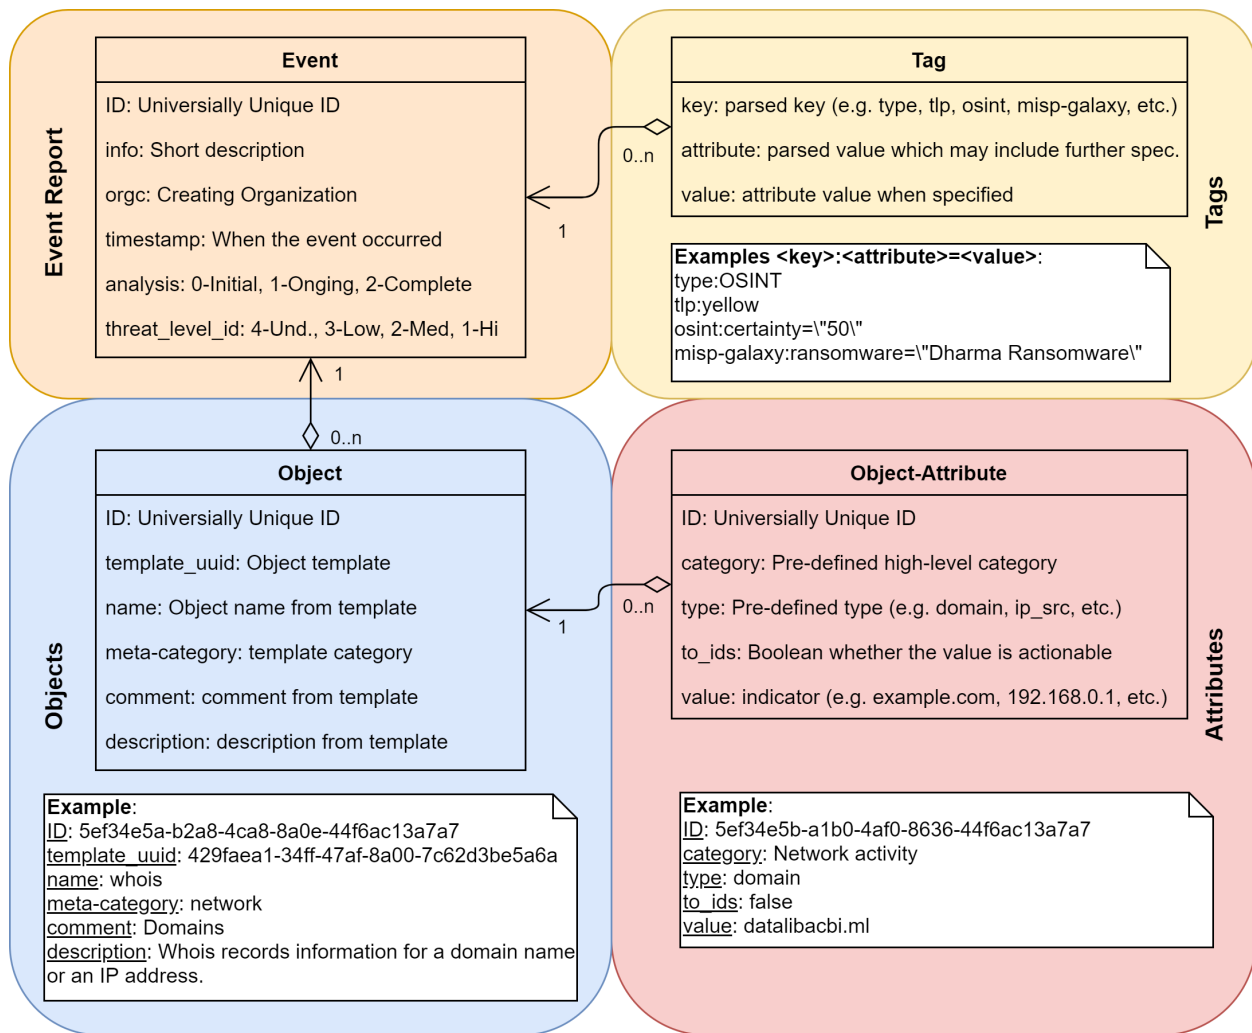 Event Report
Event
ID: Universially Unique ID
info: Short description
orgc: Creating Organization
timestamp: When the event occurred
analysis: 0-Initial, 1-Onging, 2-Complete
threat_level_id: 4-Und., 3-Low, 2-Med, 1-Hi
Tag
key: parsed key (e.g. type, tlp, osint, misp-galaxy, etc.)
attribute: parsed value which may include further spec.
value: attribute value when specified
0..n
1
Tags
Examples <key>:<attribute>=<value>:
type:OSINT
tlp:yellow
osint:certainty=\"50\"
misp-galaxy:ransomware=\"Dharma Ransomware\"
1
0..n
Objects
Object
ID: Universially Unique ID
template_uuid: Object template
name: Object name from template
meta-category: template category
comment: comment from template
description: description from template
Example:
ID: 5ef34e5a-b2a8-4ca8-8a0e-44f6ac13a7a7
template_uuid: 429faea1-34ff-47af-8a00-7c62d3be5a6a
name: whois
meta-category: network
comment: Domains
description: Whois records information for a domain name
or an IP address.
Object-Attribute
ID: Universially Unique ID
category: Pre-defined high-level category
type: Pre-defined type (e.g. domain, ip_src, etc.)
to_ids: Boolean whether the value is actionable
value: indicator (e.g. example.com, 192.168.0.1, etc.)
0..n
1
Attributes
Example:
ID: 5ef34e5b-a1b0-4af0-8636-44f6ac13a7a7
category: Network activity
type: domain
to_ids: false
value: datalibacbi.ml